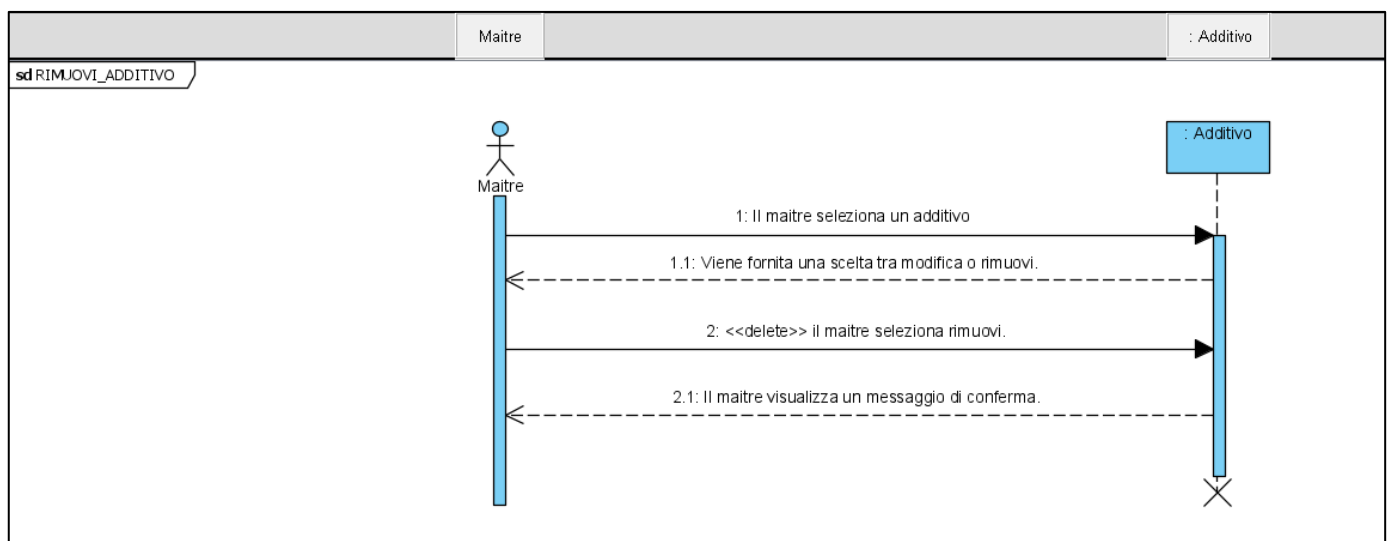 Maitre
: Additivo
sd RIMUOVI_ADDITIVO
: Additivo
Maitre
1: Il maitre seleziona un additivo
1.1: Viene fornita una scelta tra modifica o rimuovi.
2: <<delete>> il maitre seleziona rimuovi.
2.1: Il maitre visualizza un messaggio di conferma.